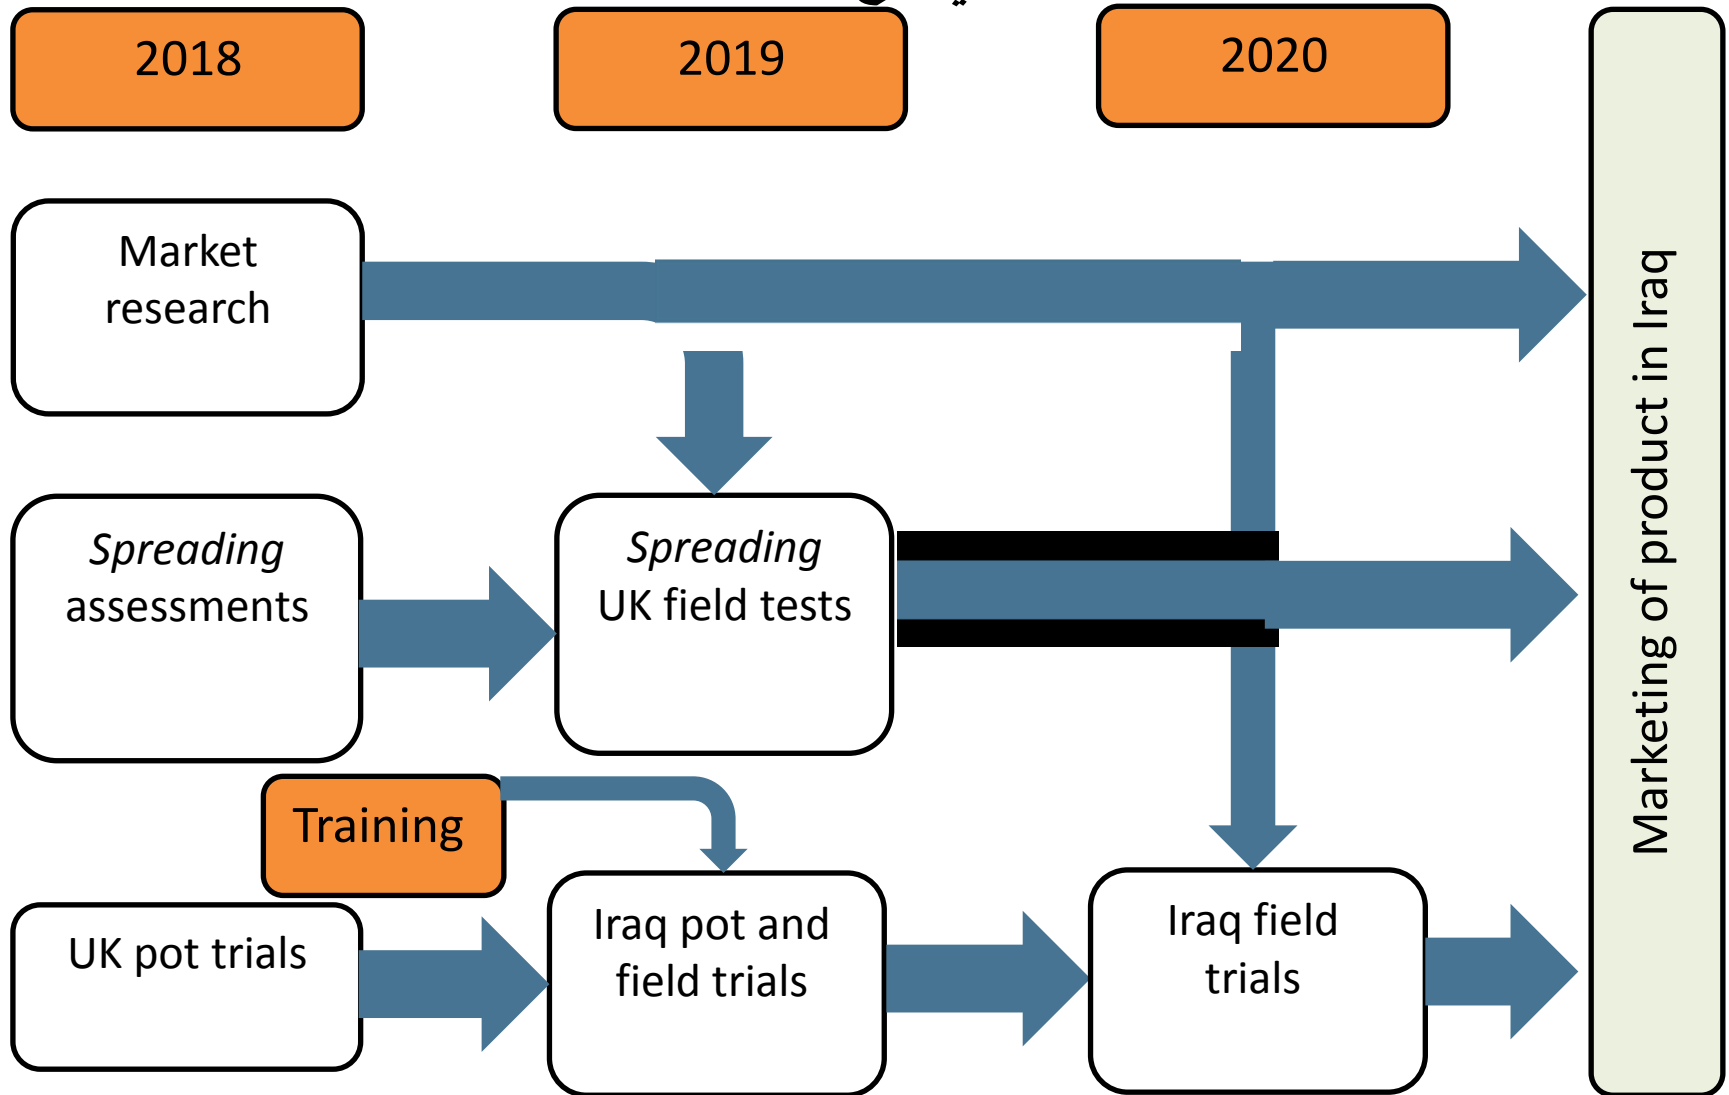 2018
2019
2020
Market
research
Spreading
assessments
Spreading
UK field tests
Training
UK pot trials
Iraq pot and
field trials
Iraq field
trials
Marketing of product in Iraq